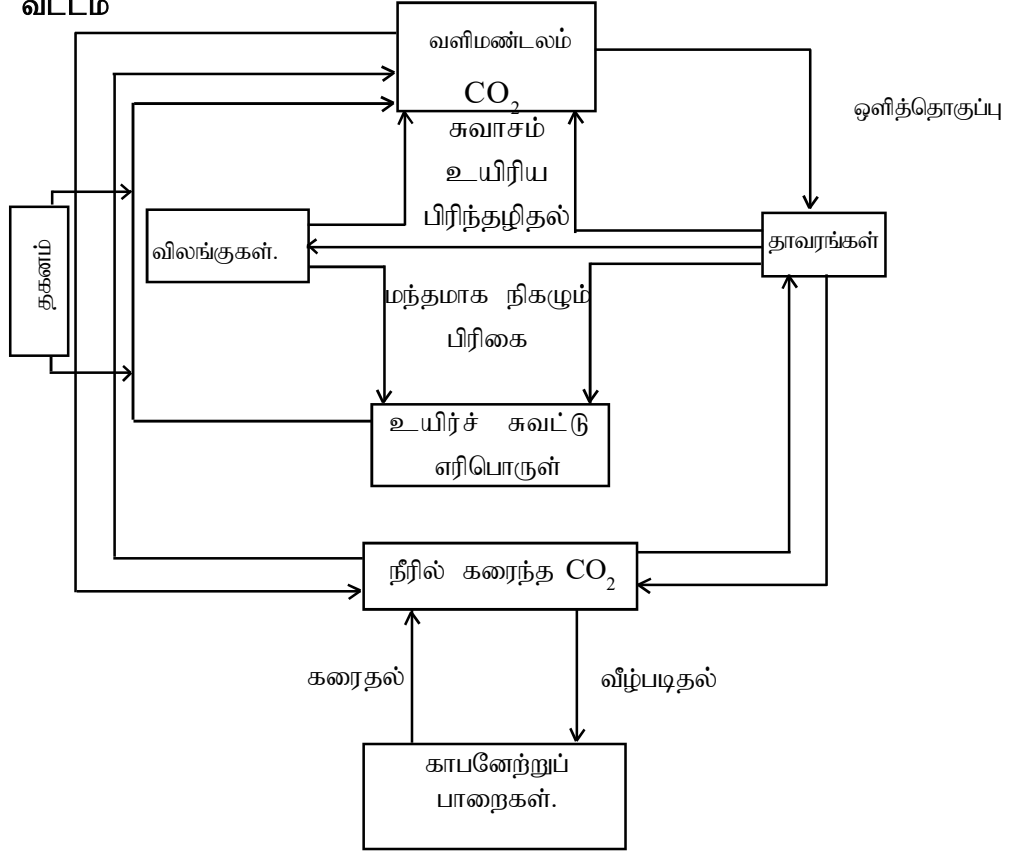 வட்டம்
வளிமண்டலம்
CO₂
ஒளித்தொகுப்பு
சுவாசம்
உயிரிய
பிரிந்தழிதல்
விலங்குகள்.
தாவரங்கள்
தகனம்
மந்தமாக நிகழும்
பிரிகை
உயிர்ச் சுவட்டு
எரிபொருள்
நீரில் கரைந்த CO₂
கரைதல்
வீழ்படிதல்
காபனேற்றுப்
பாறைகள்.